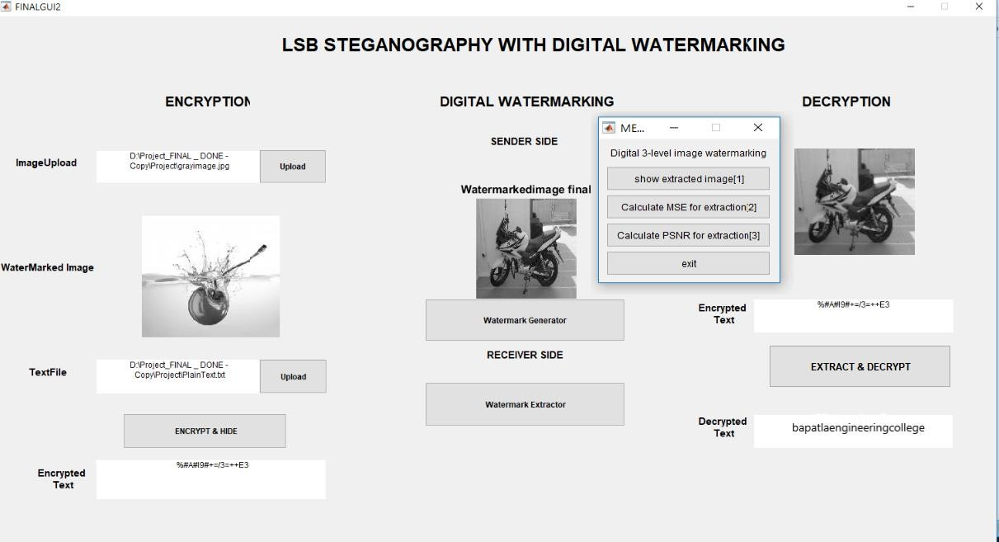 FINALGUI2
LSB STEGANOGRAPHY WITH DIGITAL WATERMARKING
ENCRYPTION
ImageUpload
D:\Project_FINAL _ DONE -
Copy\Project\grayimage.jpg
Upload
WaterMarked Image
TextFile
D:\Project_FINAL _ DONE -
Copy\Project\PlainText.txt
Upload
ENCRYPT & HIDE
Encrypted
Text
%#A#I9#+=/3=++E3
DIGITAL WATERMARKING
SENDER SIDE
Watermarkedimage final
Watermark Generator
RECEIVER SIDE
Watermark Extractor
ME...
Digital 3-level image watermarking
show extracted image[1]
Calculate MSE for extraction[2]
Calculate PSNR for extraction[3]
exit
DECRYPTION
Encrypted
Text
%#A#I9#+=/3=++E3
EXTRACT & DECRYPT
Decrypted
Text
bapatlaengineeringcollege